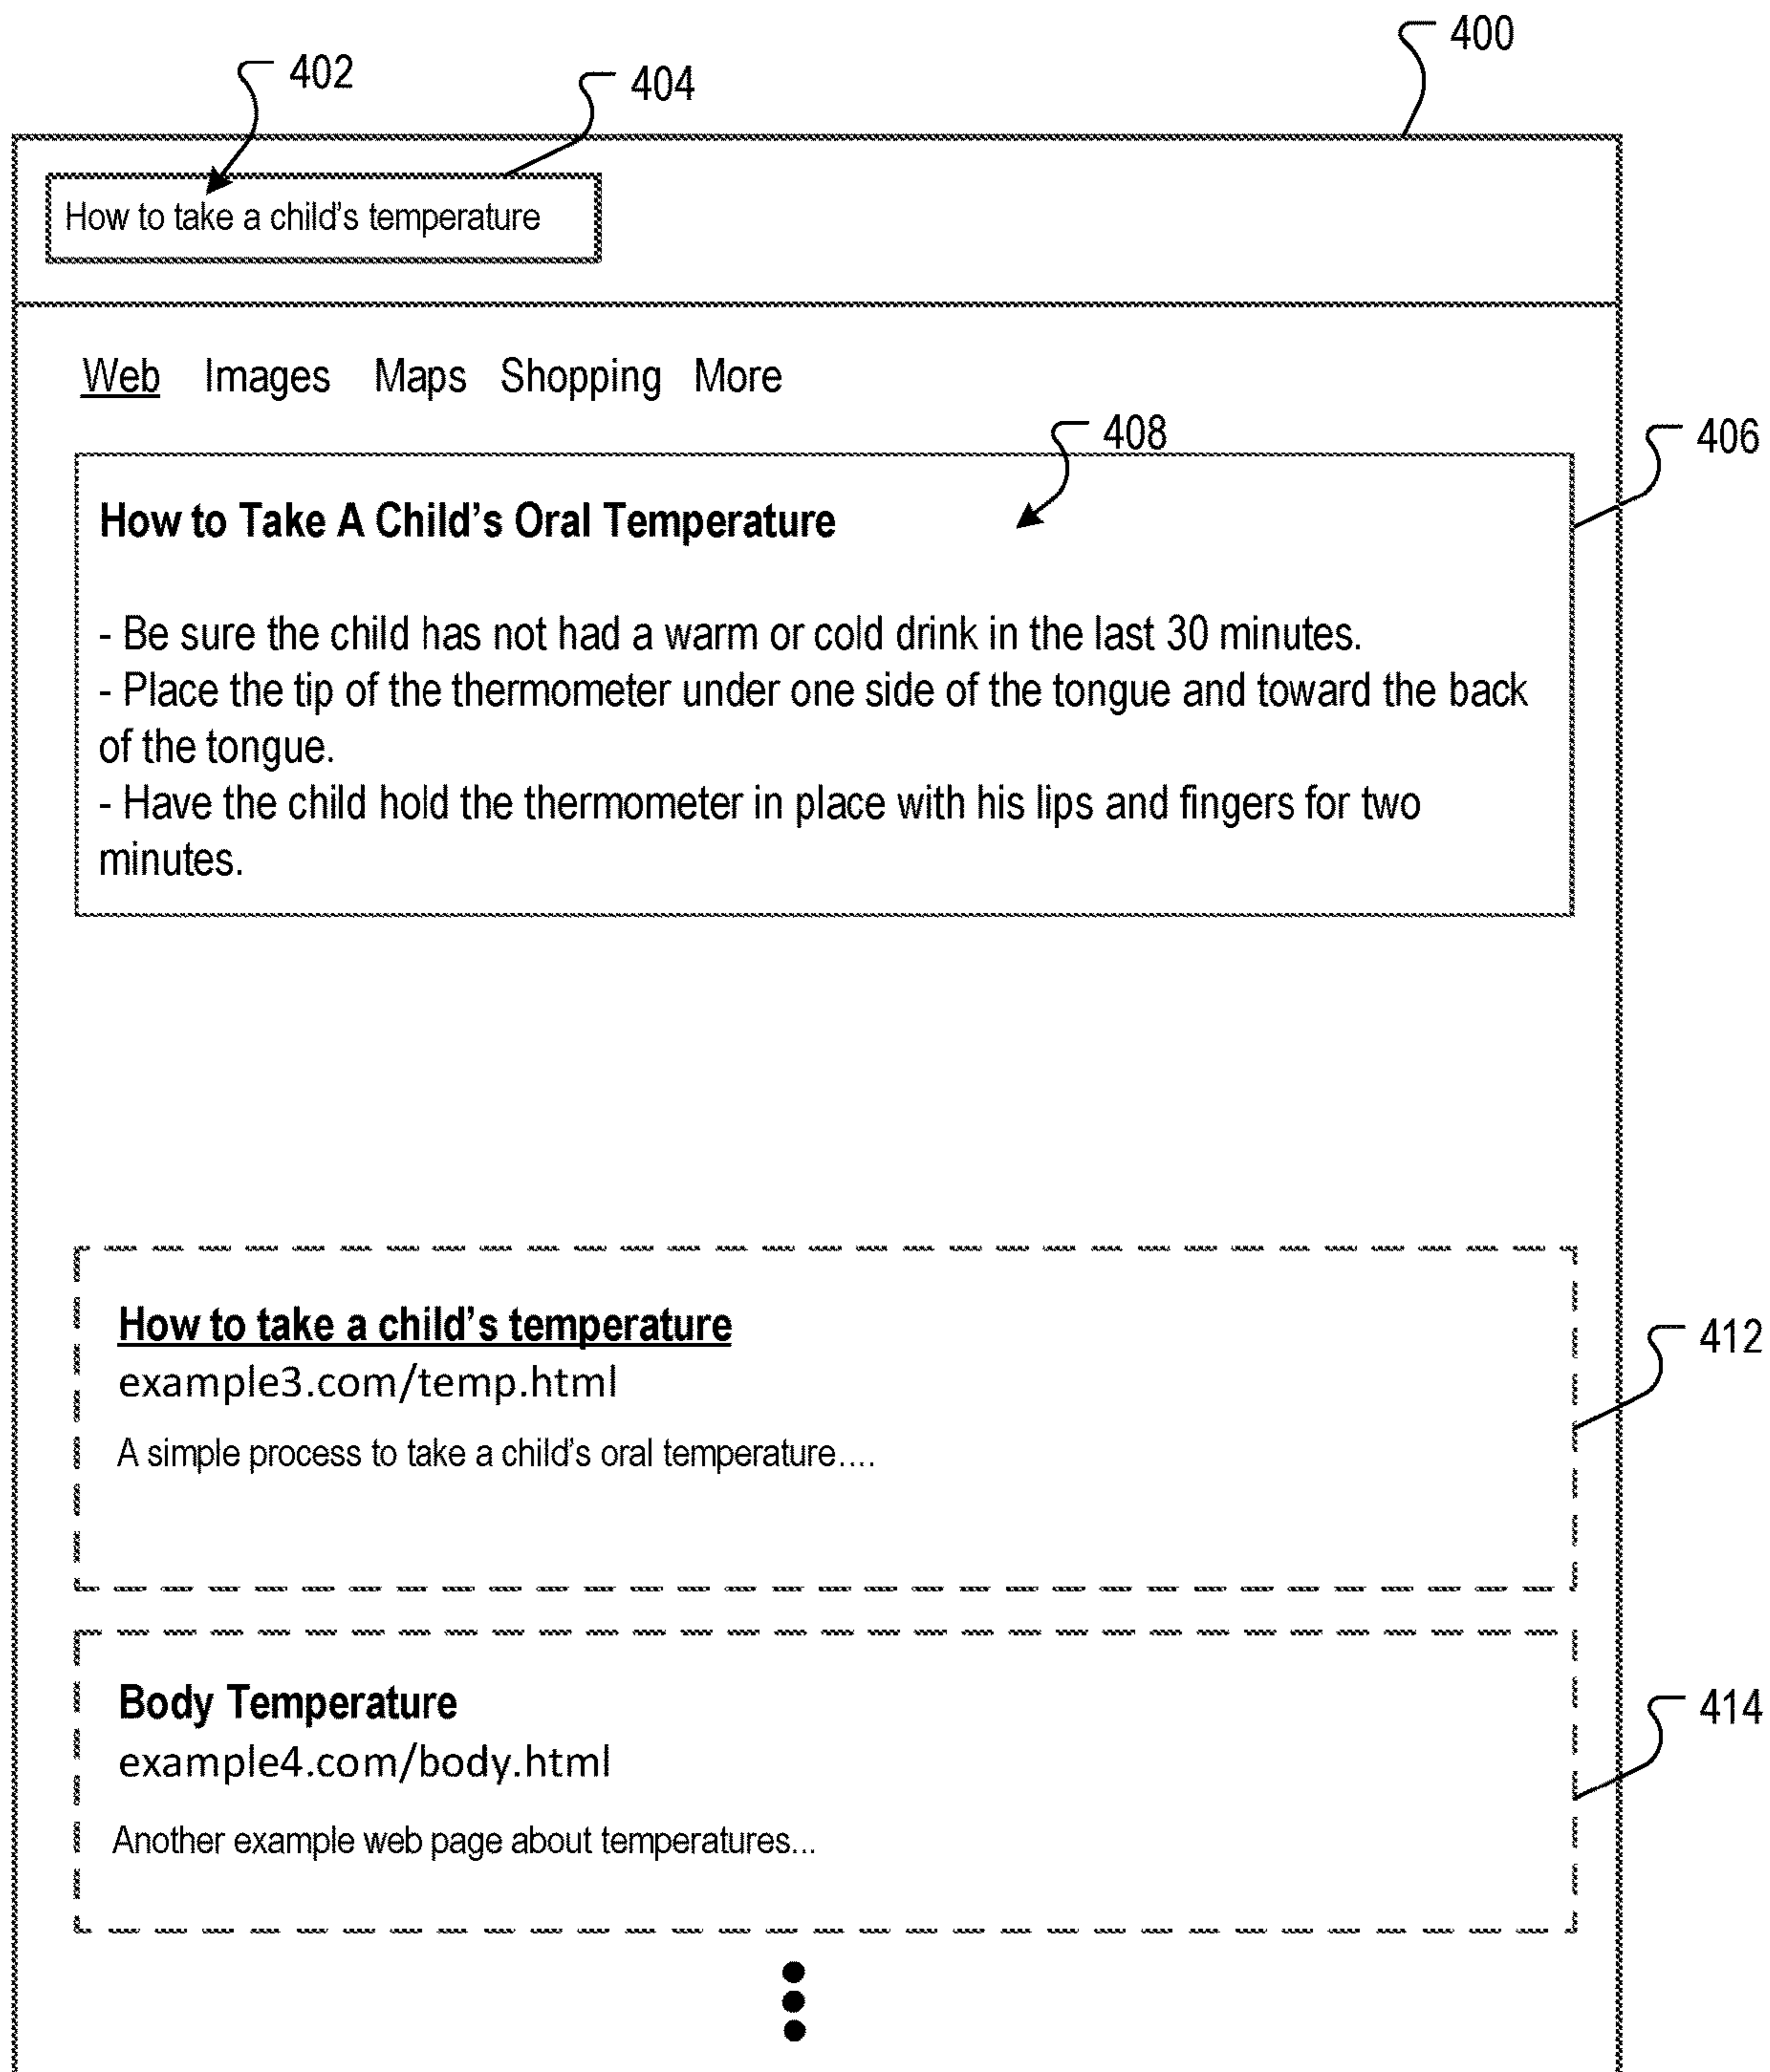 400
402
404
How to take a child's temperature
Web Images Maps Shopping More
408
406
How to Take A Child's Oral Temperature
- Be sure the child has not had a warm or cold drink in the last 30 minutes.
- Place the tip of the thermometer under one side of the tongue and toward the back
of the tongue.
- Have the child hold the thermometer in place with his lips and fingers for two
minutes.
How to take a child's temperature
412
example3.com/temp.html
A simple process to take a child's oral temperature....
Body Temperature
414
example4.com/body.html
Another example web page about temperatures...